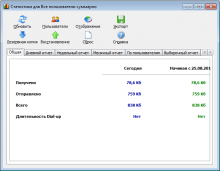 Статистика для Все пользователи суммарно
Обновить Пользователи Отображение Экспорт
Резервная копия Восстановление Сброс Справка
Общая Дневной отчет Недельный отчет Месячный отчет По пользователям Выборочный отчет
Сегодня Начиная с 25.08.201
Получено 78,6 Кб 78,6 Кб
Отправлено 759 Кб 759 Кб
Всего 838 Кб 838 Кб
Длительность Dial-up Нет Нет